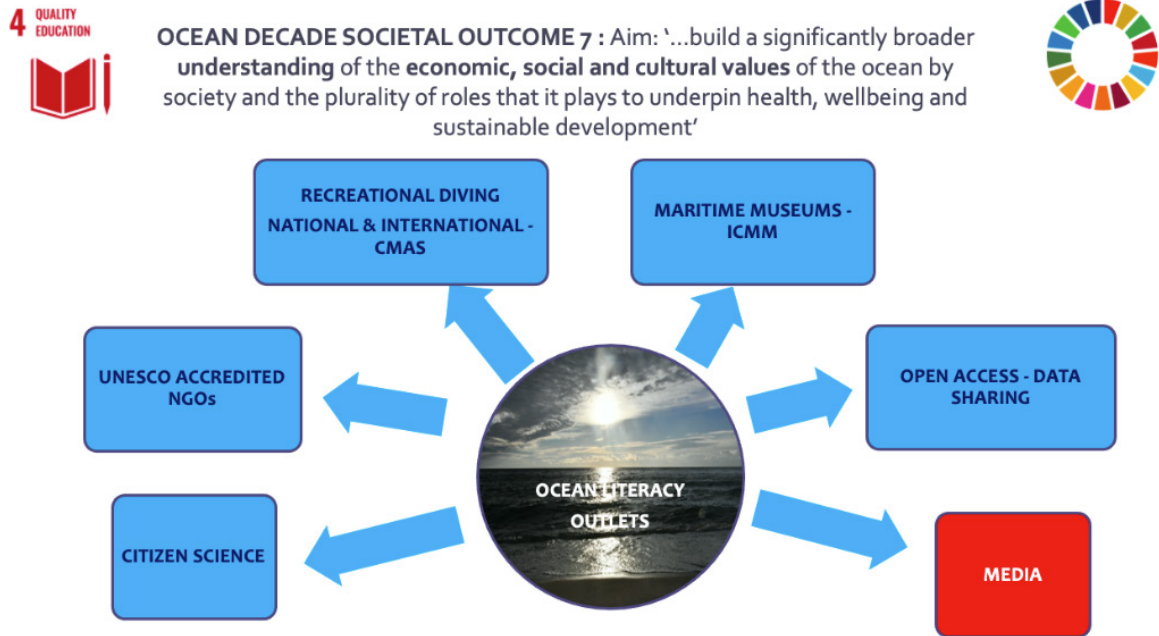 4 QUALITY
EDUCATION
OCEAN DECADE SOCIETAL OUTCOME 7 : Aim: ‘...build a significantly broader
understanding of the economic, social and cultural values of the ocean by
society and the plurality of roles that it plays to underpin health, wellbeing and
sustainable development’
RECREATIONAL DIVING
NATIONAL & INTERNATIONAL -
CMAS
MARITIME MUSEUMS -
ICMM
UNESCO ACCREDITED
NGOs
OPEN ACCESS - DATA
SHARING
OCEAN LITERACY
OUTLETS
CITIZEN SCIENCE
MEDIA